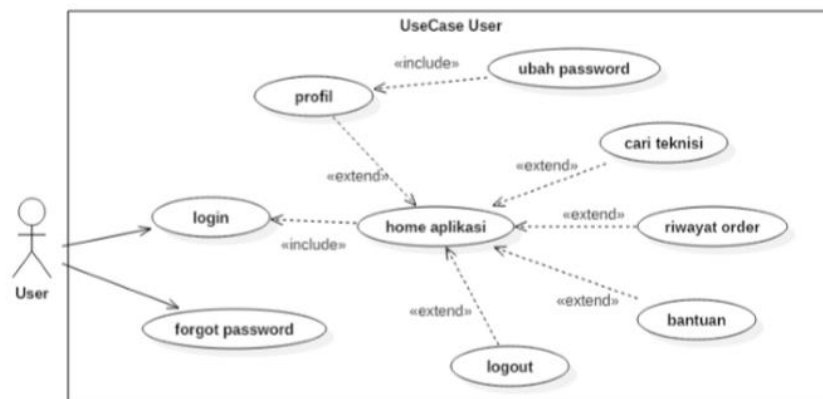 UseCase User
«include»
ubah password
profil
cari teknisi
«extend»
«extend»
login
home aplikasi
«extend»
riwayat order
«include»
User
«extend»
«extend»
bantuan
forgot password
logout